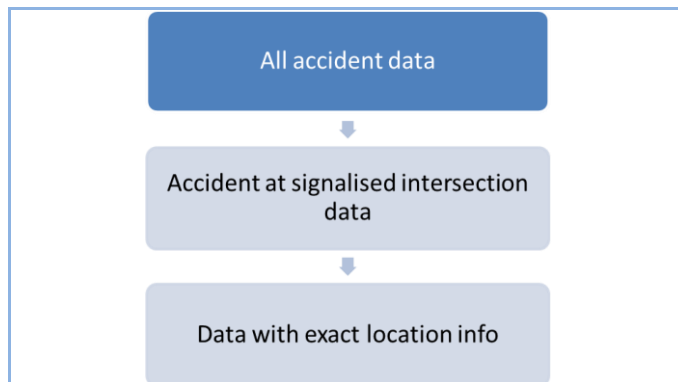 All accident data
Accident at signalised intersection
data
Data with exact location info